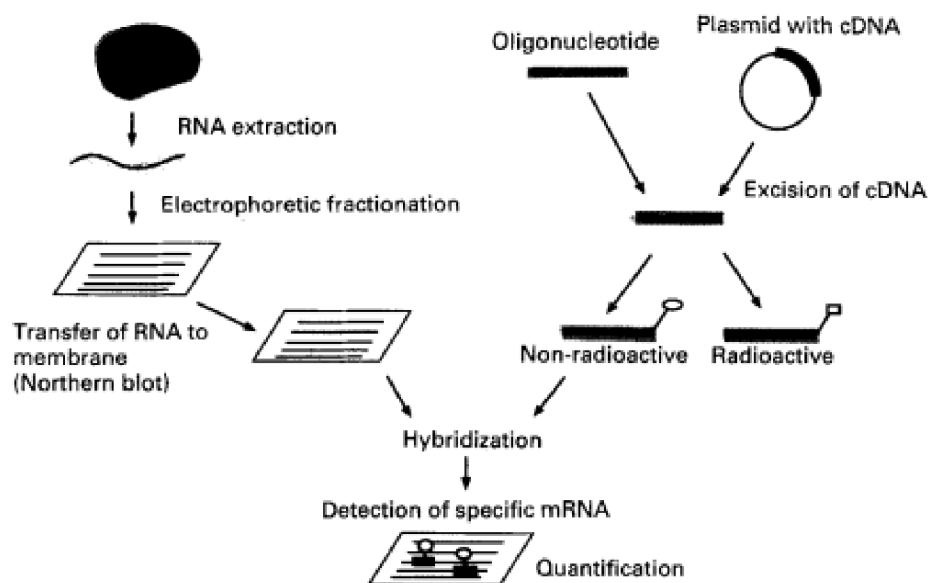 Oligonucleotide
Plasmid with cDNA
RNA extraction
Excision of cDNA
Electrophoretic fractionation
Transfer of RNA to
membrane
(Northern blot)
Non-radioactive
Radioactive
Hybridization
Detection of specific mRNA
Quantification